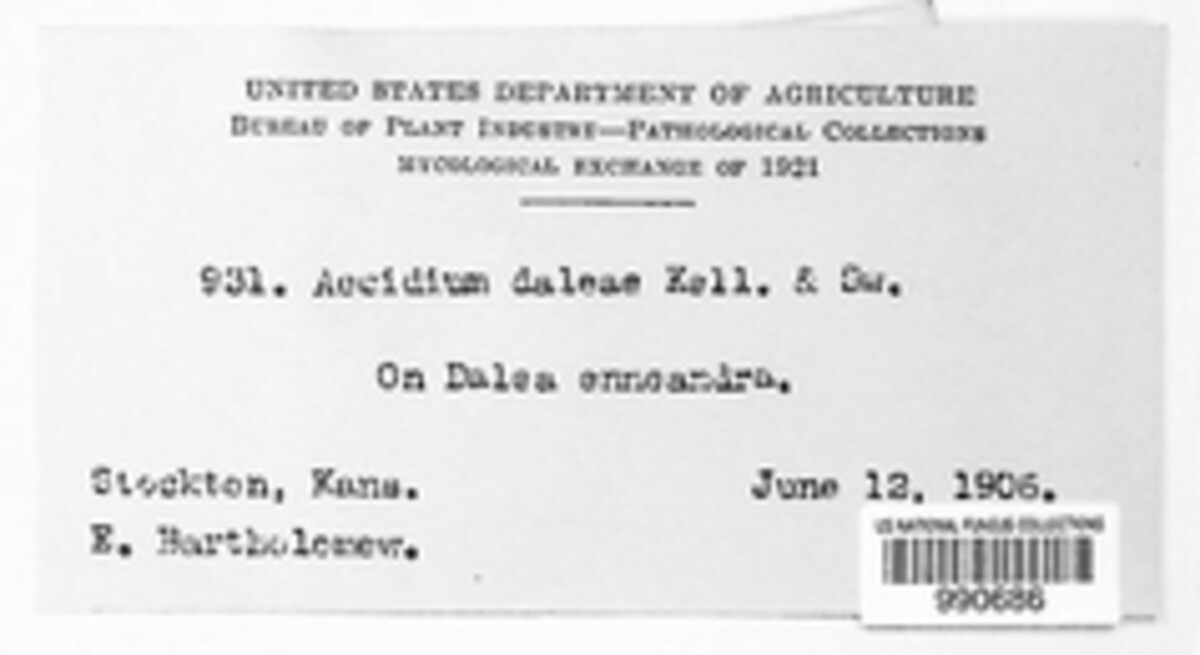 UNITED STATES DEPARTMENT OF AGRICULTURE
BUREAU OF PLANT INDUSTRY—PATHOLOGICAL COLLECTIONS
MYCOLOGICAL EXCHANGE OF 1921
931. Aecidium daleae Kell. & Sw.
On Dalea enneandra.
Stockton, Kans.
June 12, 1906.
E. Bartholomew.
US NATIONAL FUNGUS COLLECTIONS
990686